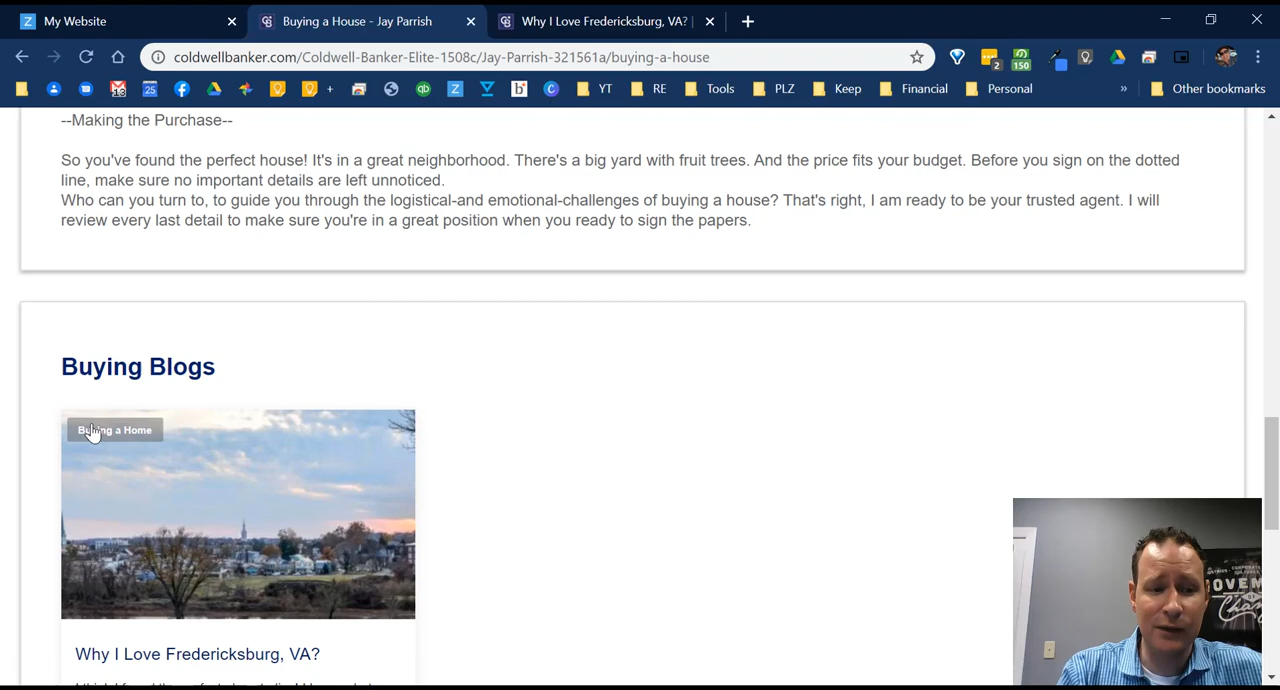 My Website
Buying a House - Jay Parrish
Why I Love Fredericksburg, VA? |
coldwellbanker.com/Coldwell-Banker-Elite-1508c/Jay-Parrish-321561a/buying-a-house
2
150
25
+
YT
RE
Tools
PLZ
Keep
Financial
Personal
»
Other bookmarks
--Making the Purchase--
So you've found the perfect house! It's in a great neighborhood. There's a big yard with fruit trees. And the price fits your budget. Before you sign on the dotted
line, make sure no important details are left unnoticed.
Who can you turn to, to guide you through the logistical-and emotional-challenges of buying a house? That's right, I am ready to be your trusted agent. I will
review every last detail to make sure you're in a great position when you ready to sign the papers.
Buying Blogs
Buying a Home
Why I Love Fredericksburg, VA?